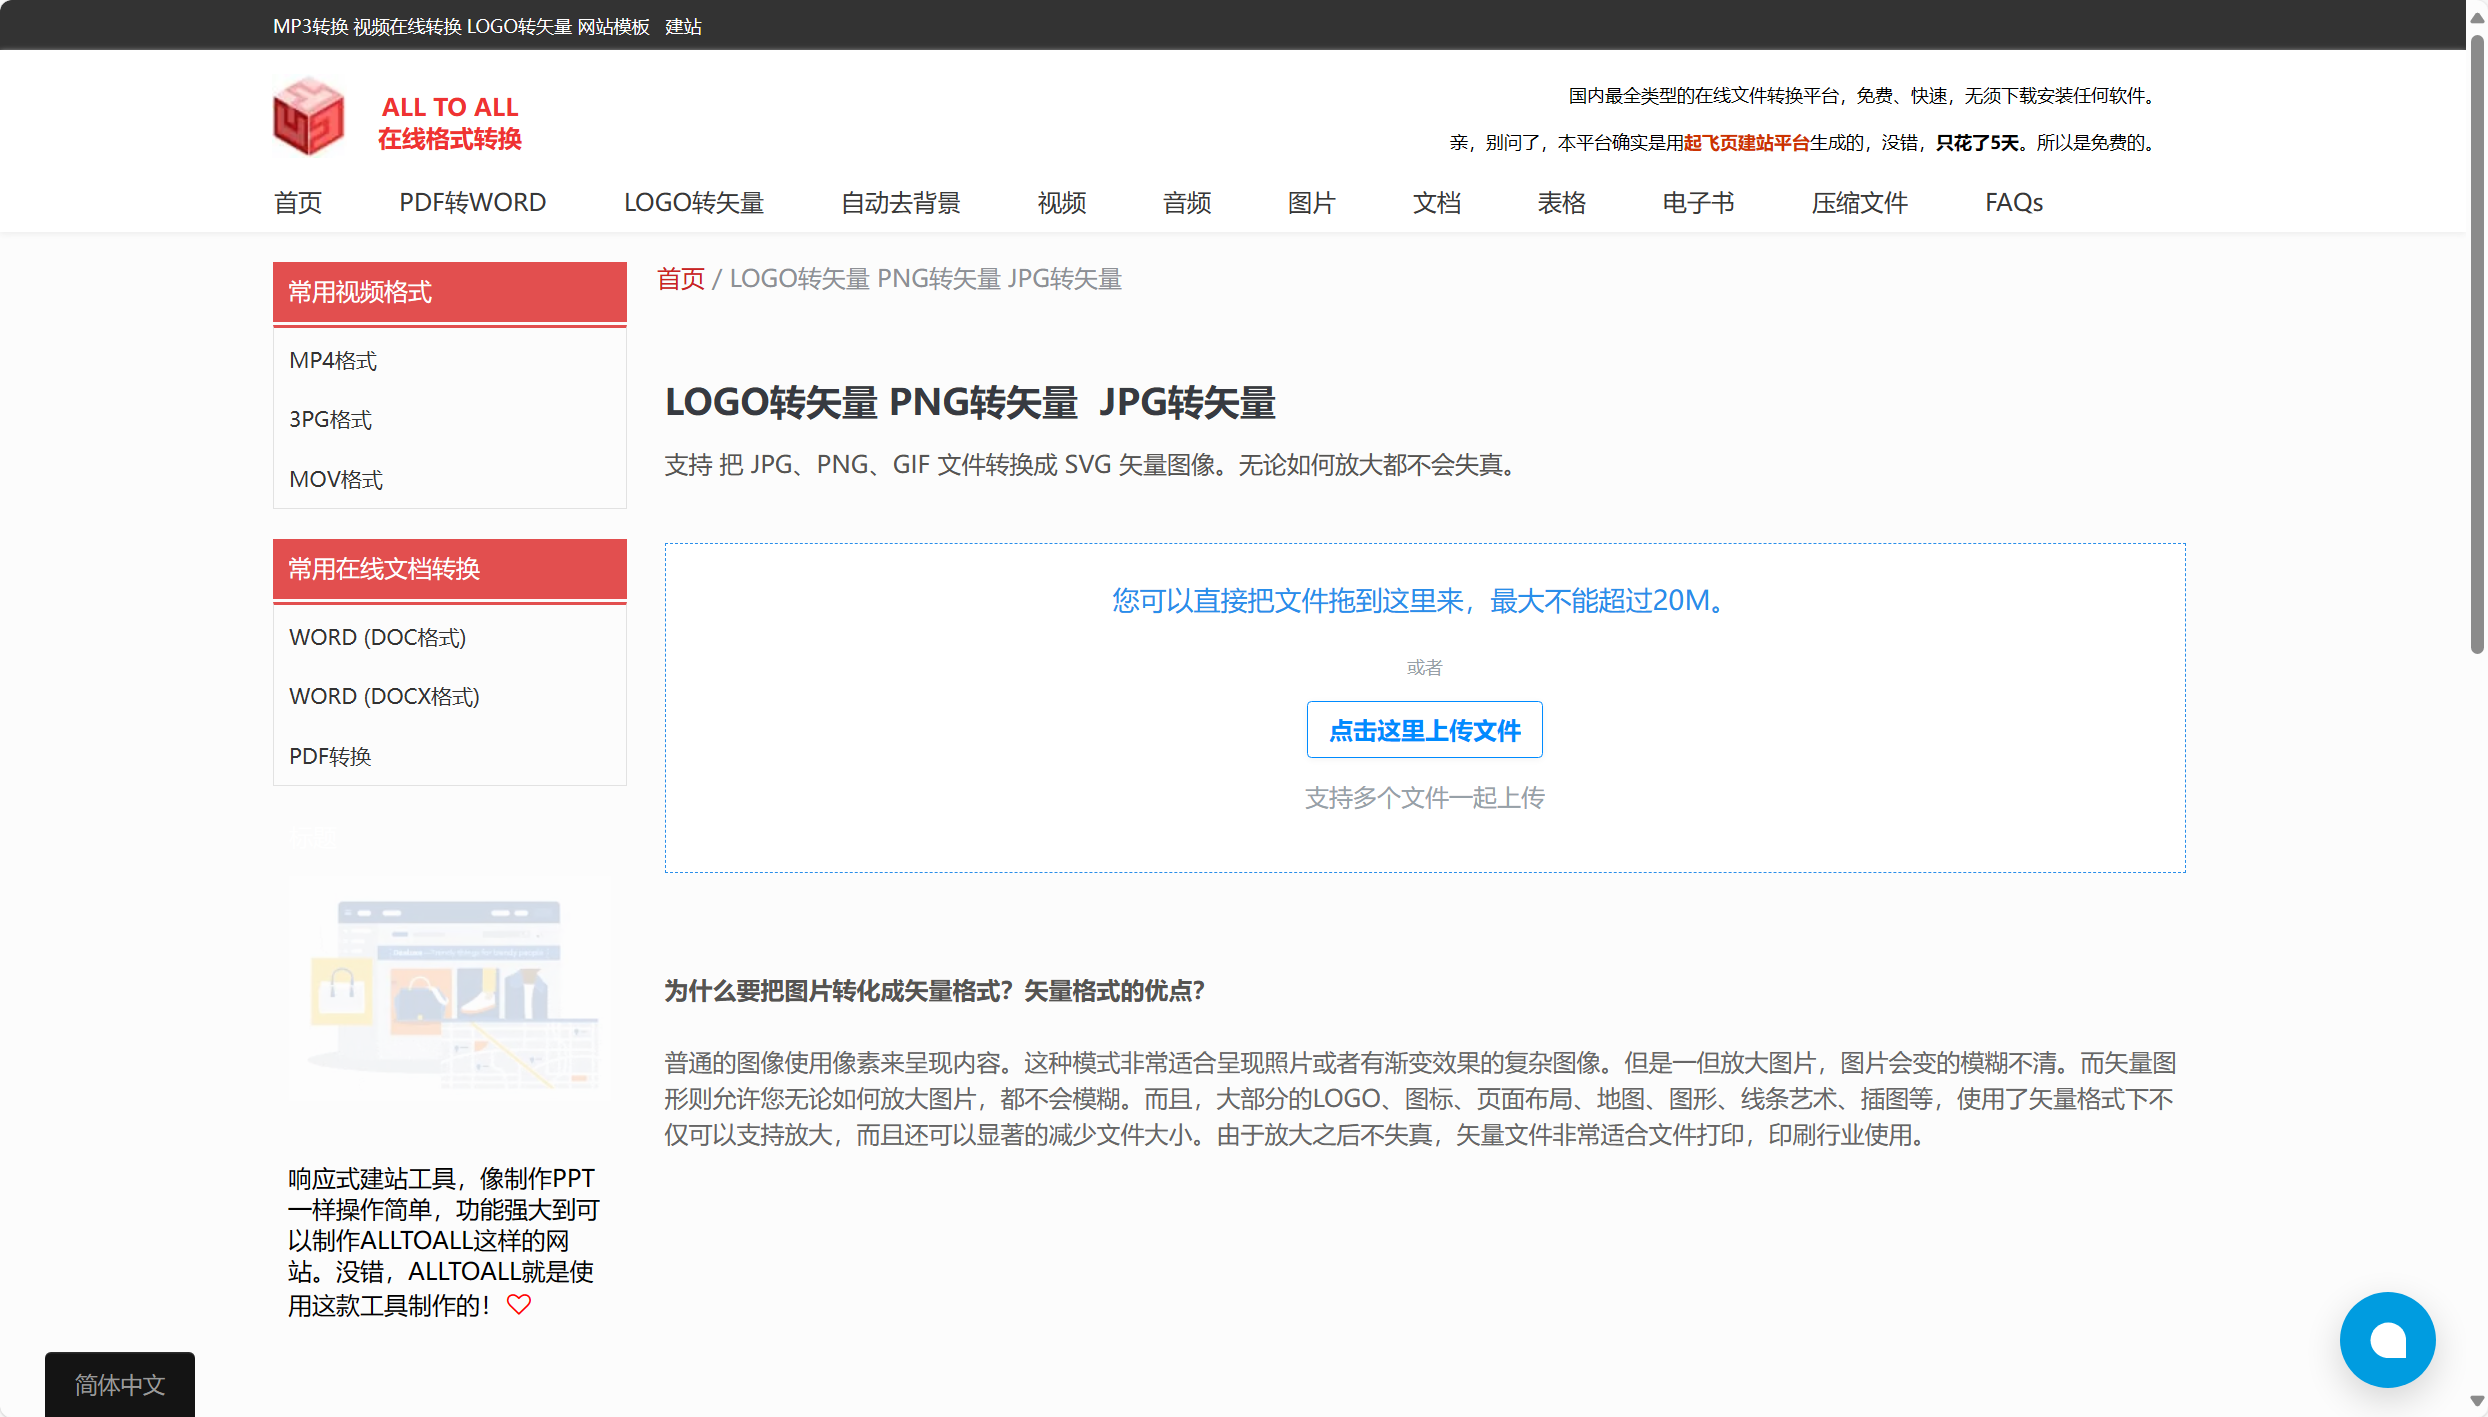 MP3转换 视频在线转换 LOGO转矢量 网站模板 建站
ALL TO ALL
在线格式转换
国内最全类型的在线文件转换平台，免费、快速，无须下载安装任何软件。
亲，别问了，本平台确实是用起飞页建站平台生成的，没错，只花了5天。所以是免费的。
首页 PDF转WORD LOGO转矢量 自动去背景 视频 音频 图片 文档 表格 电子书 压缩文件 FAQs
常用视频格式
MP4格式
3PG格式
MOV格式
常用在线文档转换
WORD (DOC格式)
WORD (DOCX格式)
PDF转换
响应式建站工具，像制作PPT
一样操作简单，功能强大到可
以制作ALLTOALL这样的网
站。没错，ALLTOALL就是使
用这款工具制作的！
首页 / LOGO转矢量 PNG转矢量 JPG转矢量
LOGO转矢量 PNG转矢量 JPG转矢量
支持 把 JPG、PNG、GIF 文件转换成 SVG 矢量图像。无论如何放大都不会失真。
您可以直接把文件拖到这里来，最大不能超过20M。
或者
点击这里上传文件
支持多个文件一起上传
为什么要把图片转化成矢量格式？矢量格式的优点？
普通的图像使用像素来呈现内容。这种模式非常适合呈现照片或者有渐变效果的复杂图像。但是一但放大图片，图片会变的模糊不清。而矢量图
形则允许您无论如何放大图片，都不会模糊。而且，大部分的LOGO、图标、页面布局、地图、图形、线条艺术、插图等，使用了矢量格式下不
仅可以支持放大，而且还可以显著的减少文件大小。由于放大之后不失真，矢量文件非常适合文件打印，印刷行业使用。
简体中文